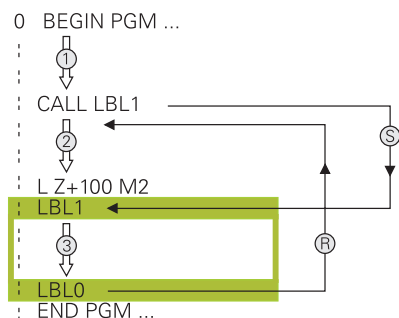 0 BEGIN PGM ...
1
CALL LBL1
S
2
L Z+100 M2
LBL1
3
R
LBL0
END PGM ...